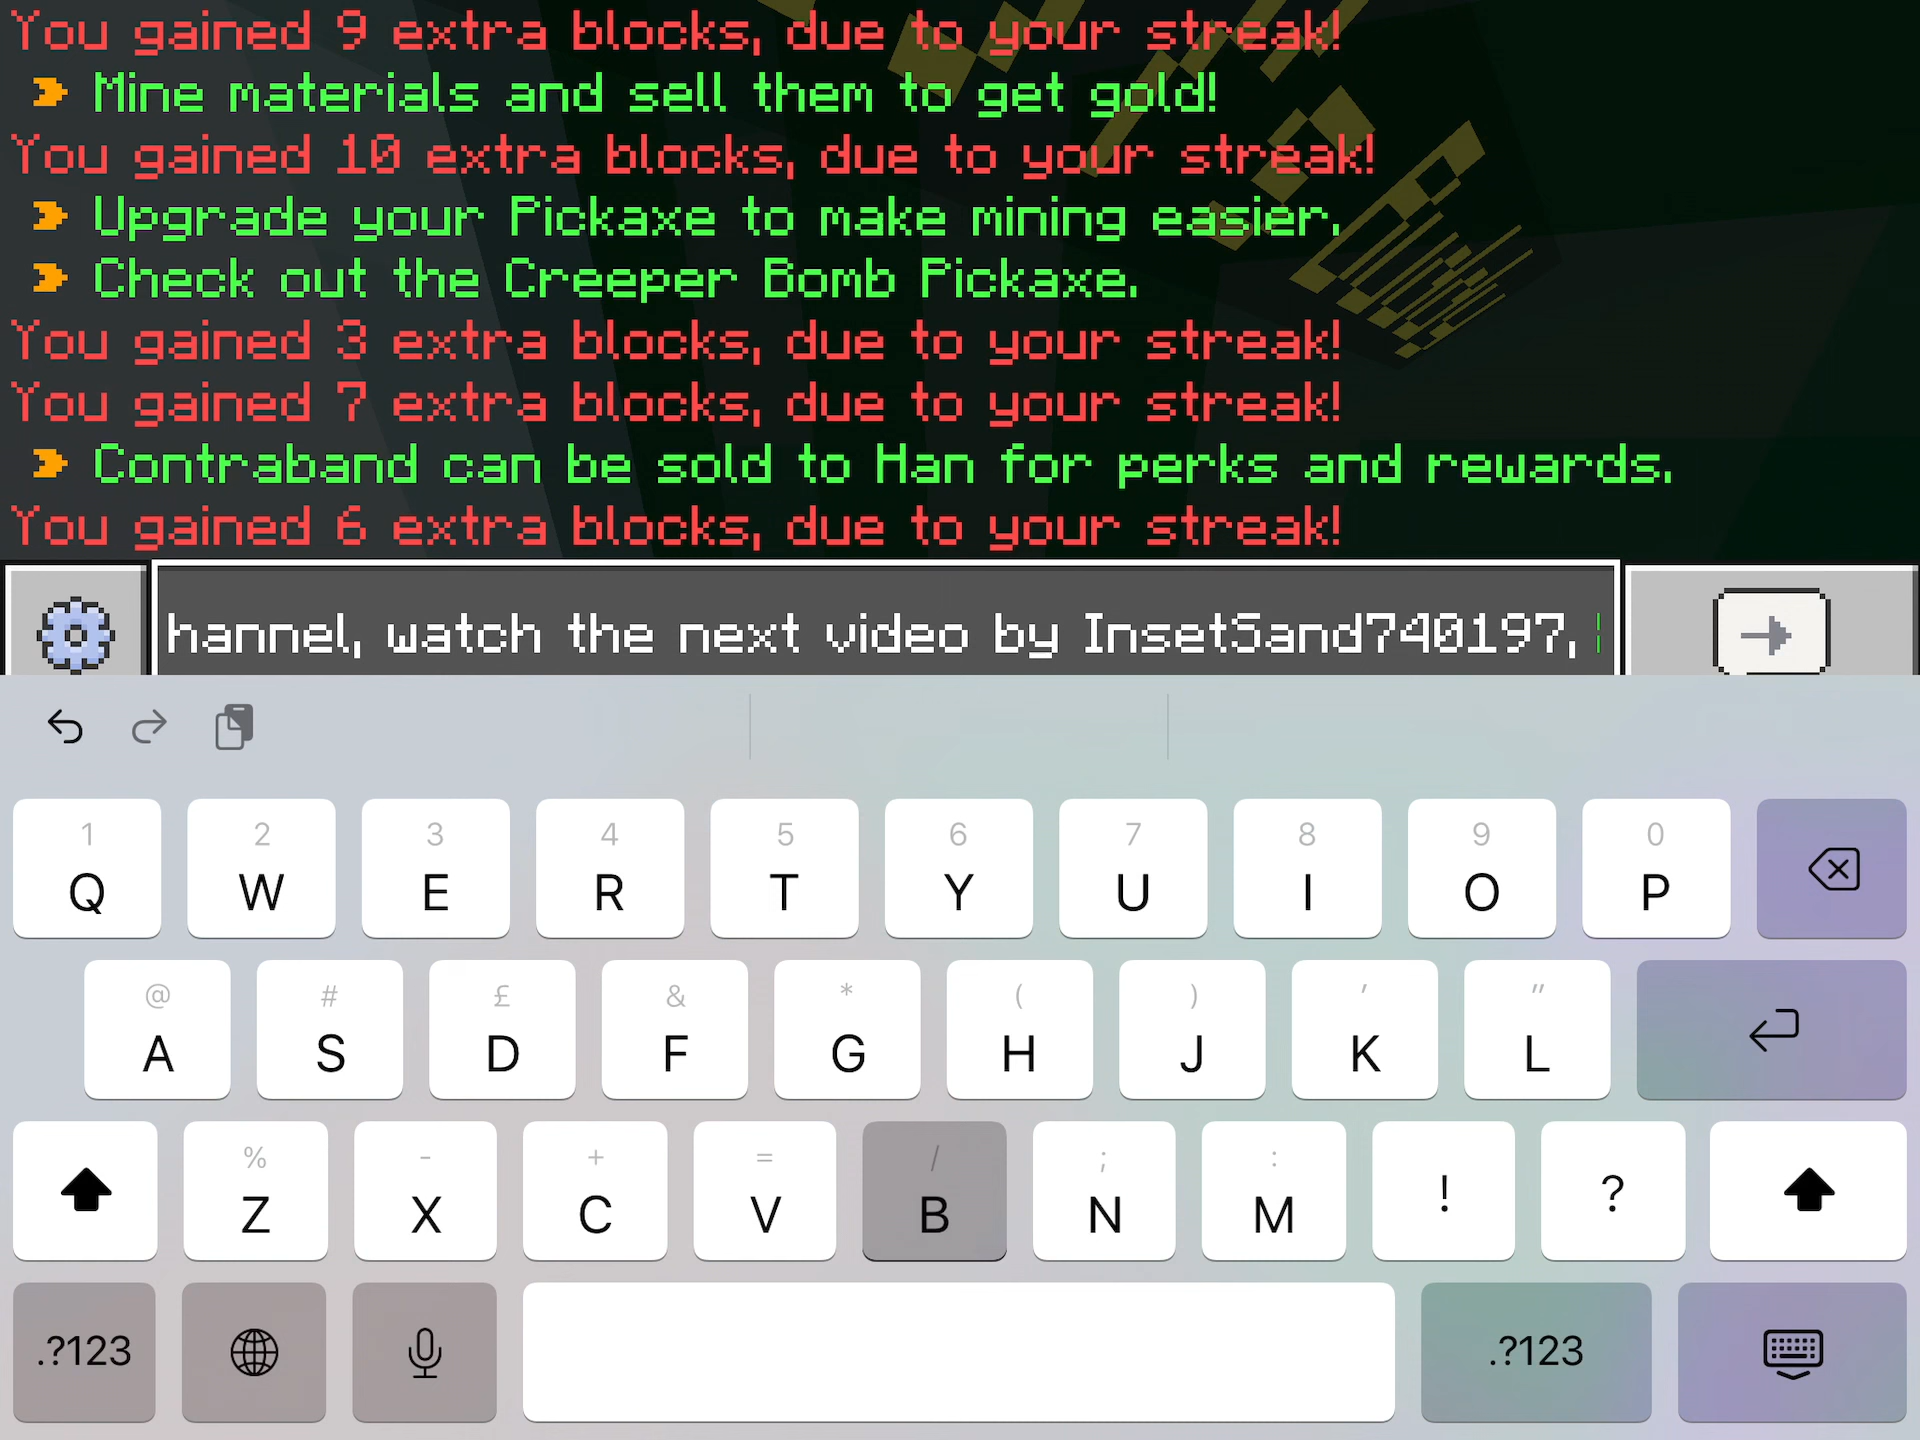 You gained 9 extra blocks, due to your streak!
Mine materials and sell them to get gold!
You gained 10 extra blocks, due to your streak!
Upgrade your Pickaxe to make mining easier.
Check out the Creeper Bomb Pickaxe.
You gained 3 extra blocks, due to your streak!
You gained 7 extra blocks, due to your streak!
Contraband can be sold to Han for perks and rewards.
You gained 6 extra blocks, due to your streak!
hannel, watch the next video by InsetSand740197,
1 2 3 4 5 6 7 8 9 0
Q W E R T Y U I O P
@ # £ & * ( ) ' "
A S D F G H J K L
% - + = / ; :
Z X C V B N M ! ?
.?123 .?123